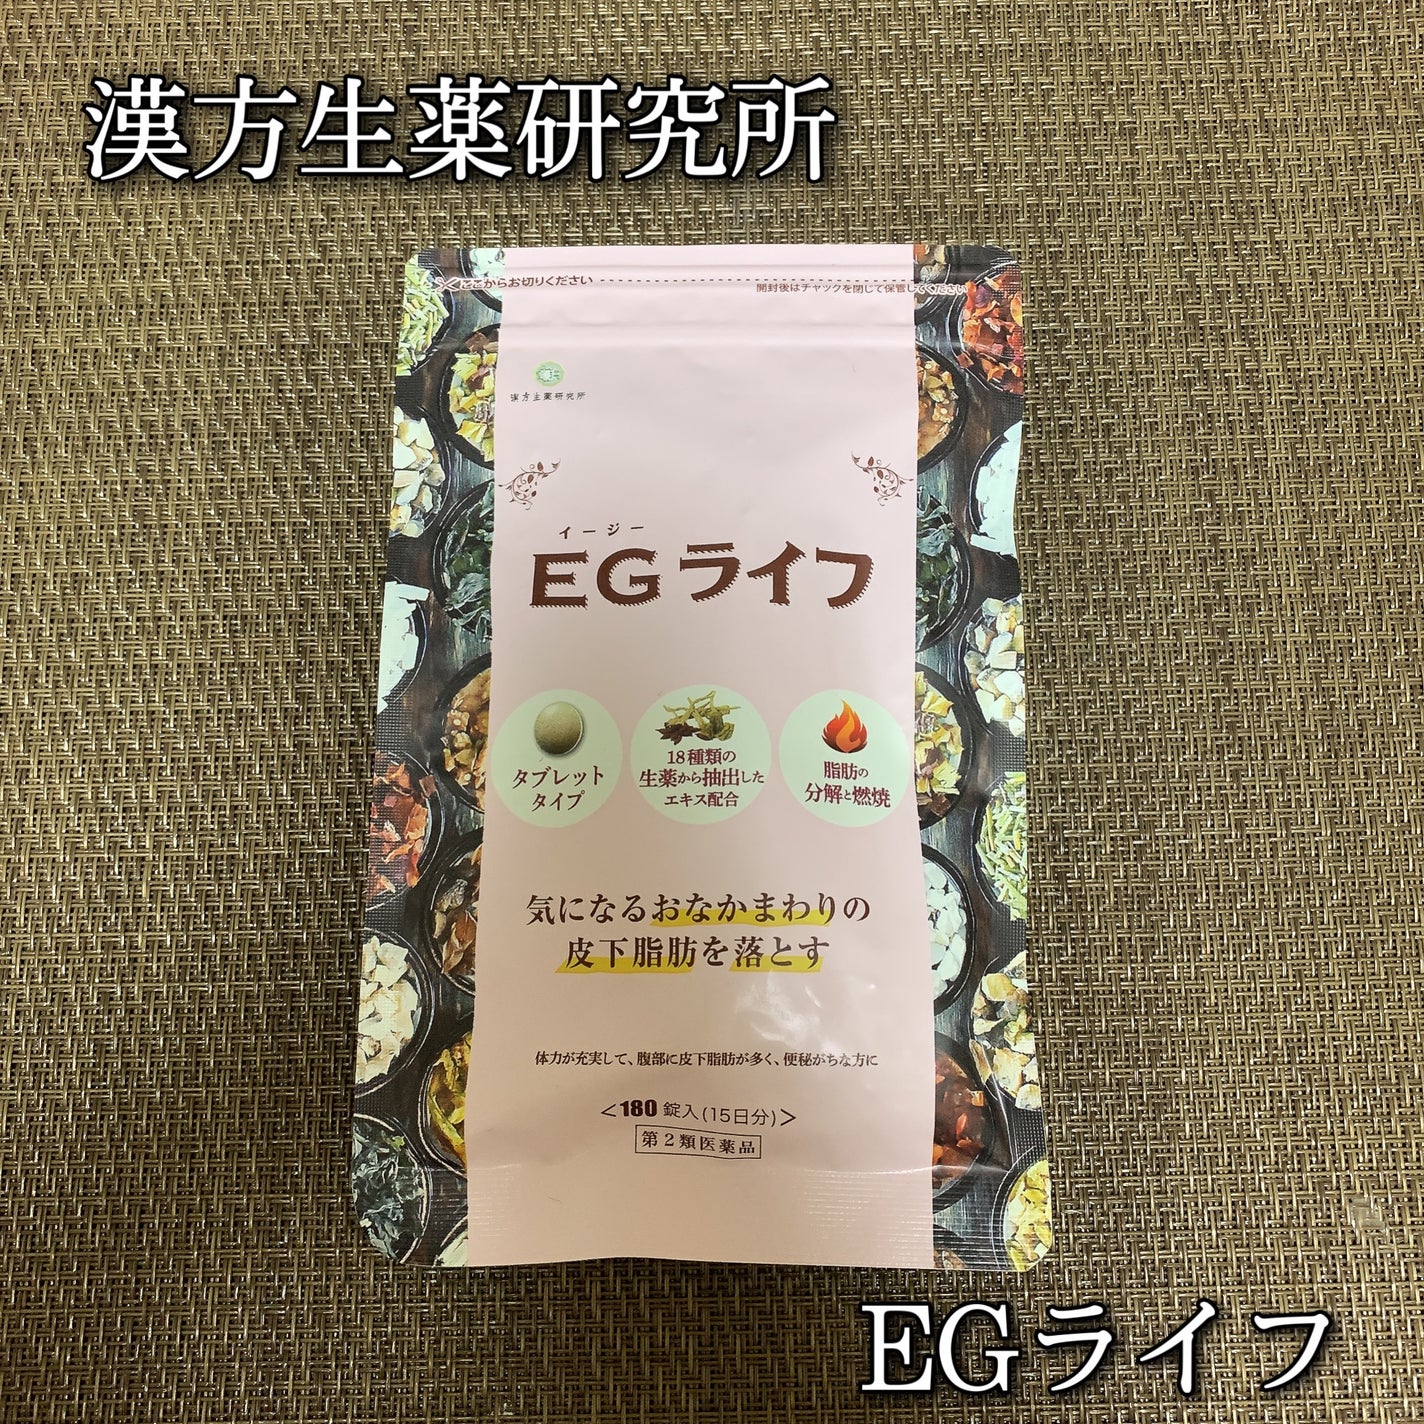 漢方生薬研究所
ここからお切りください
開封後はチャックを閉じて保管してください
漢方生薬研究所
イージー
EGライフ
タブレット
タイプ
18種類の
生薬から抽出した
エキス配合
脂肪の
分解と燃焼
気になるおなかまわりの
皮下脂肪を落とす
体力が充実して、腹部に皮下脂肪が多く、便秘がちな方に
<180錠入(15日分)>
第2類医薬品
EGライフ